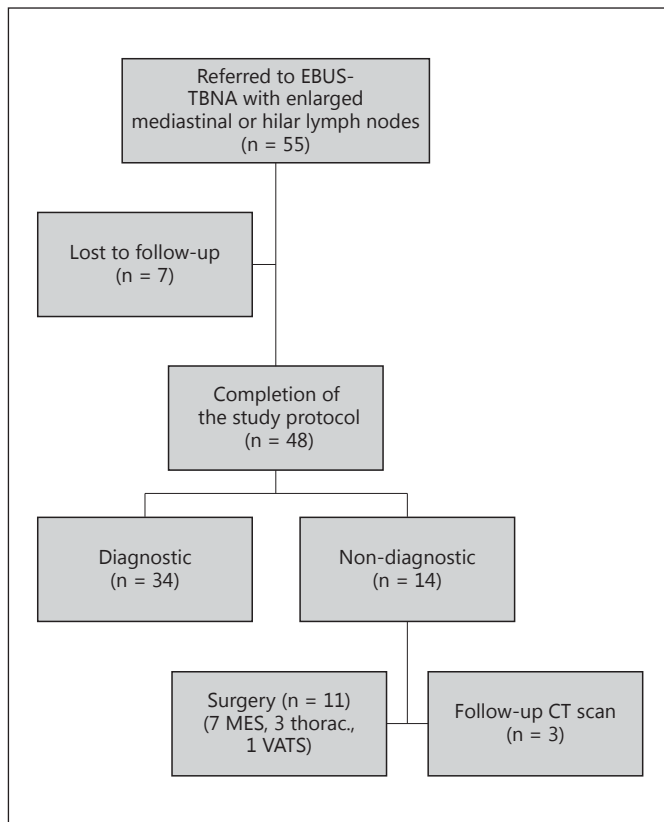 Referred to EBUS-
TBNA with enlarged
mediastinal or hilar lymph nodes
(n = 55)
Lost to follow-up
(n = 7)
Completion of
the study protocol
(n = 48)
Diagnostic
(n = 34)
Non-diagnostic
(n = 14)
Surgery (n = 11)
(7 MES, 3 thorac.,
1 VATS)
Follow-up CT scan
(n = 3)